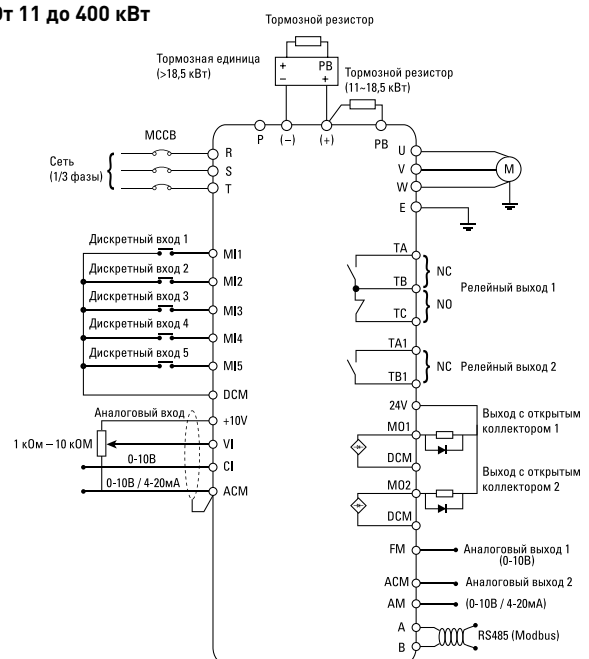 От 11 до 400 кВт
Тормозной резистор
Тормозная единица
(>18,5 кВт)
+ PB
− +
Тормозной резистор
(11~18,5 кВт)
P (−) (+) PB
MCCB
Сеть
(1/3 фазы)
R
S
T
U
V
W
M
E
Дискретный вход 1
MI1
Дискретный вход 2
MI2
Дискретный вход 3
MI3
Дискретный вход 4
MI4
Дискретный вход 5
MI5
DCM
Аналоговый вход
+10V
1 кОм – 10 кОМ
VI
0-10В
CI
0-10В / 4-20мА
ACM
TA
NC
TB
Релейный выход 1
NO
TC
TA1
NC Релейный выход 2
TB1
24V
MO1
Выход с открытым
коллектором 1
DCM
MO2
Выход с открытым
коллектором 2
DCM
FM
Аналоговый выход 1
(0-10В)
ACM
Аналоговый выход 2
AM
(0-10В / 4-20мА)
A
RS485 (Modbus)
B